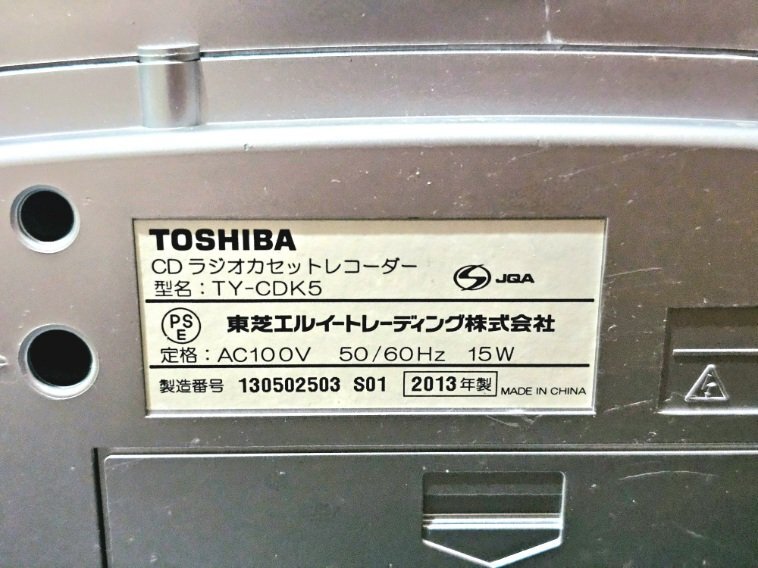 TOSHIBA
CDラジオカセットレコーダー
型名：TY-CDK5
JQA
PSE
東芝エルイートレーディング株式会社
定格：AC100V 50/60Hz 15W
製造番号 130502503 S01 2013年製 MADE IN CHINA